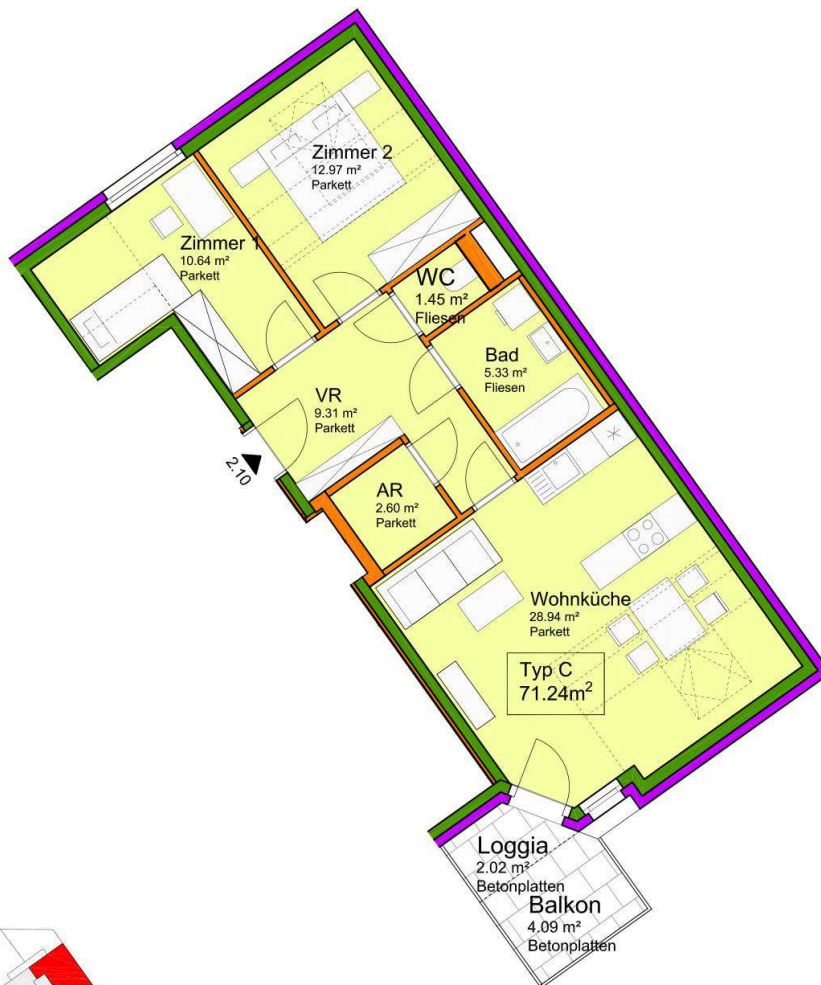 Zimmer 2
12.97 m²
Parkett
Zimmer 1
10.64 m²
Parkett
WC
1.45 m²
Fliesen
Bad
5.33 m²
Fliesen
VR
9.31 m²
Parkett
2.10
AR
2.60 m²
Parkett
Wohnküche
28.94 m²
Parkett
Typ C
71.24m²
Loggia
2.02 m²
Betonplatten
Balkon
4.09 m²
Betonplatten